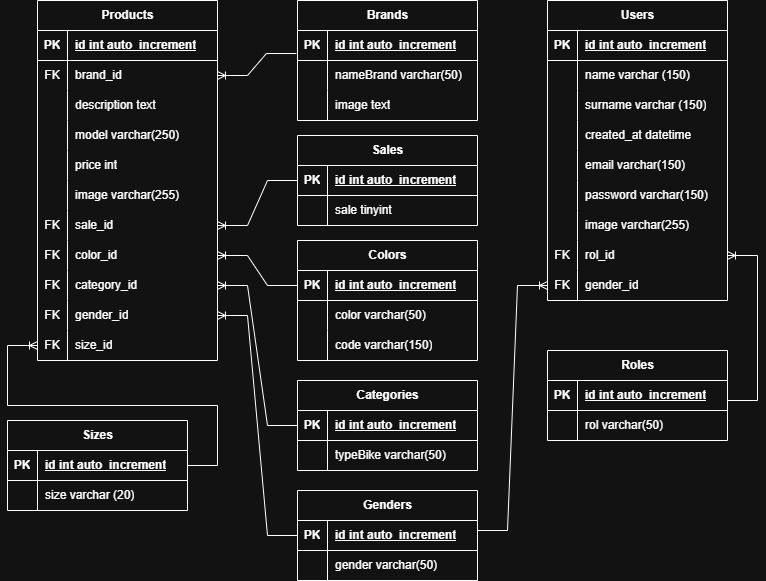 Products
PK id int auto_increment
FK brand_id
description text
model varchar(250)
price int
image varchar(255)
FK sale_id
FK color_id
FK category_id
FK gender_id
FK size_id
Sizes
PK id int auto_increment
size varchar (20)
Brands
PK id int auto_increment
nameBrand varchar(50)
image text
Sales
PK id int auto_increment
sale tinyint
Colors
PK id int auto_increment
color varchar(50)
code varchar(150)
Categories
PK id int auto_increment
typeBike varchar(50)
Genders
PK id int auto_increment
gender varchar(50)
Users
PK id int auto_increment
name varchar (150)
surname varchar (150)
created_at datetime
email varchar(150)
password varchar(150)
image varchar(255)
FK rol_id
FK gender_id
Roles
PK id int auto_increment
rol varchar(50)